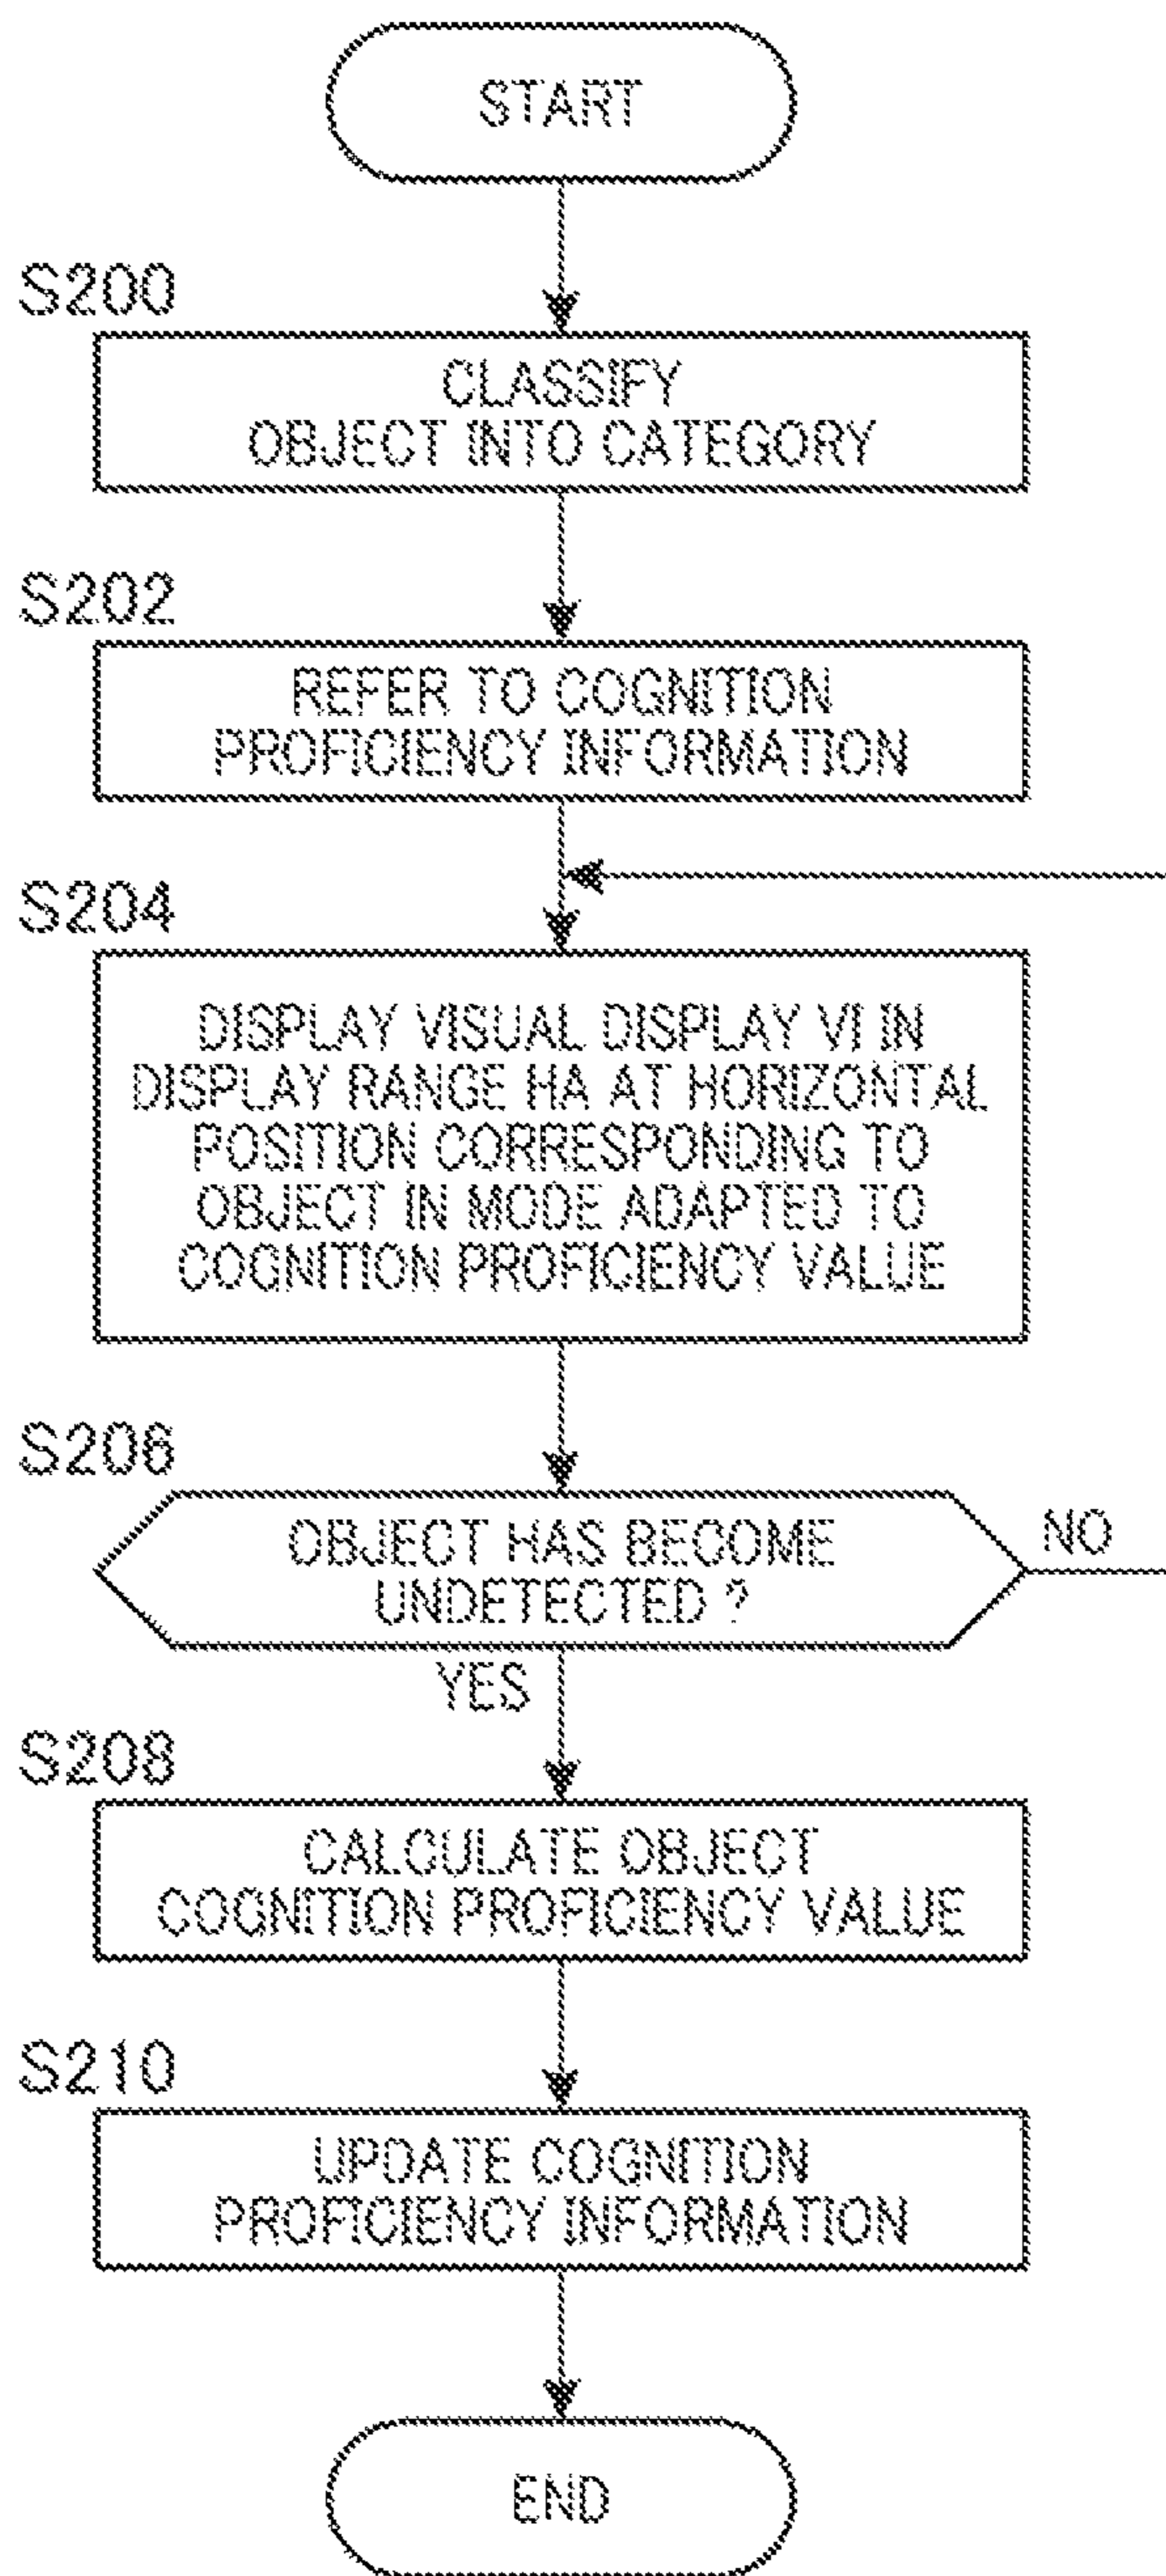 START
S200
CLASSIFY
OBJECT INTO CATEGORY
S202
REFER TO COGNITION
PROFICIENCY INFORMATION
S204
DISPLAY VISUAL DISPLAY VI IN
DISPLAY RANGE HA AT HORIZONTAL
POSITION CORRESPONDING TO
OBJECT IN MODE ADAPTED TO
COGNITION PROFICIENCY VALUE
S206
OBJECT HAS BECOME
UNDETECTED ?
NO
YES
S208
CALCULATE OBJECT
COGNITION PROFICIENCY VALUE
S210
UPDATE COGNITION
PROFICIENCY INFORMATION
END